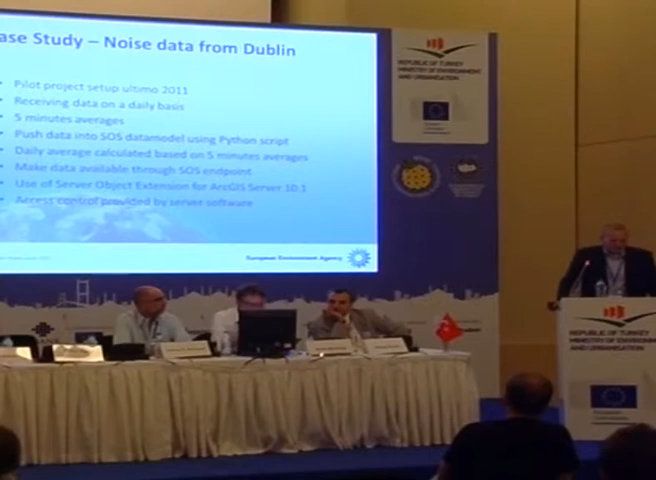 ase Study – Noise data from Dublin
Pilot project setup ultimo 2011
Receiving data on a daily basis
5 minutes averages
Push data into SOS datamodel using Python script
Daily average calculated based on 5 minutes averages
Make data available through SOS endpoint
Use of Server Object Extension for ArcGIS Server 10.1
Access control provided by server software
European Environment Agency
REPUBLIC OF TURKEY
MINISTRY OF ENVIRONMENT
AND URBANISATION
REPUBLIC OF TURKEY
MINISTRY OF ENVIRONM
AND URBANISATION